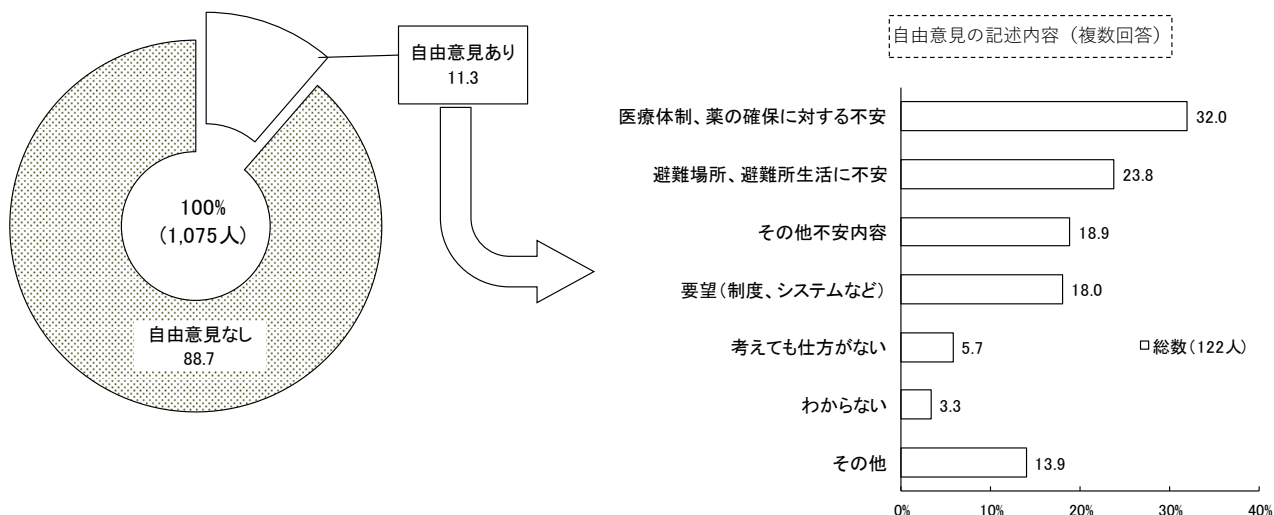 自由意見あり
11.3
100%
(1,075人)
自由意見なし
88.7
自由意見の記述内容（複数回答）
医療体制、薬の確保に対する不安
32.0
避難場所、避難所生活に不安
23.8
その他不安内容
18.9
要望(制度、システムなど)
18.0
考えても仕方がない
5.7
わからない
3.3
その他
13.9
総数(122人)
0%
10%
20%
30%
40%